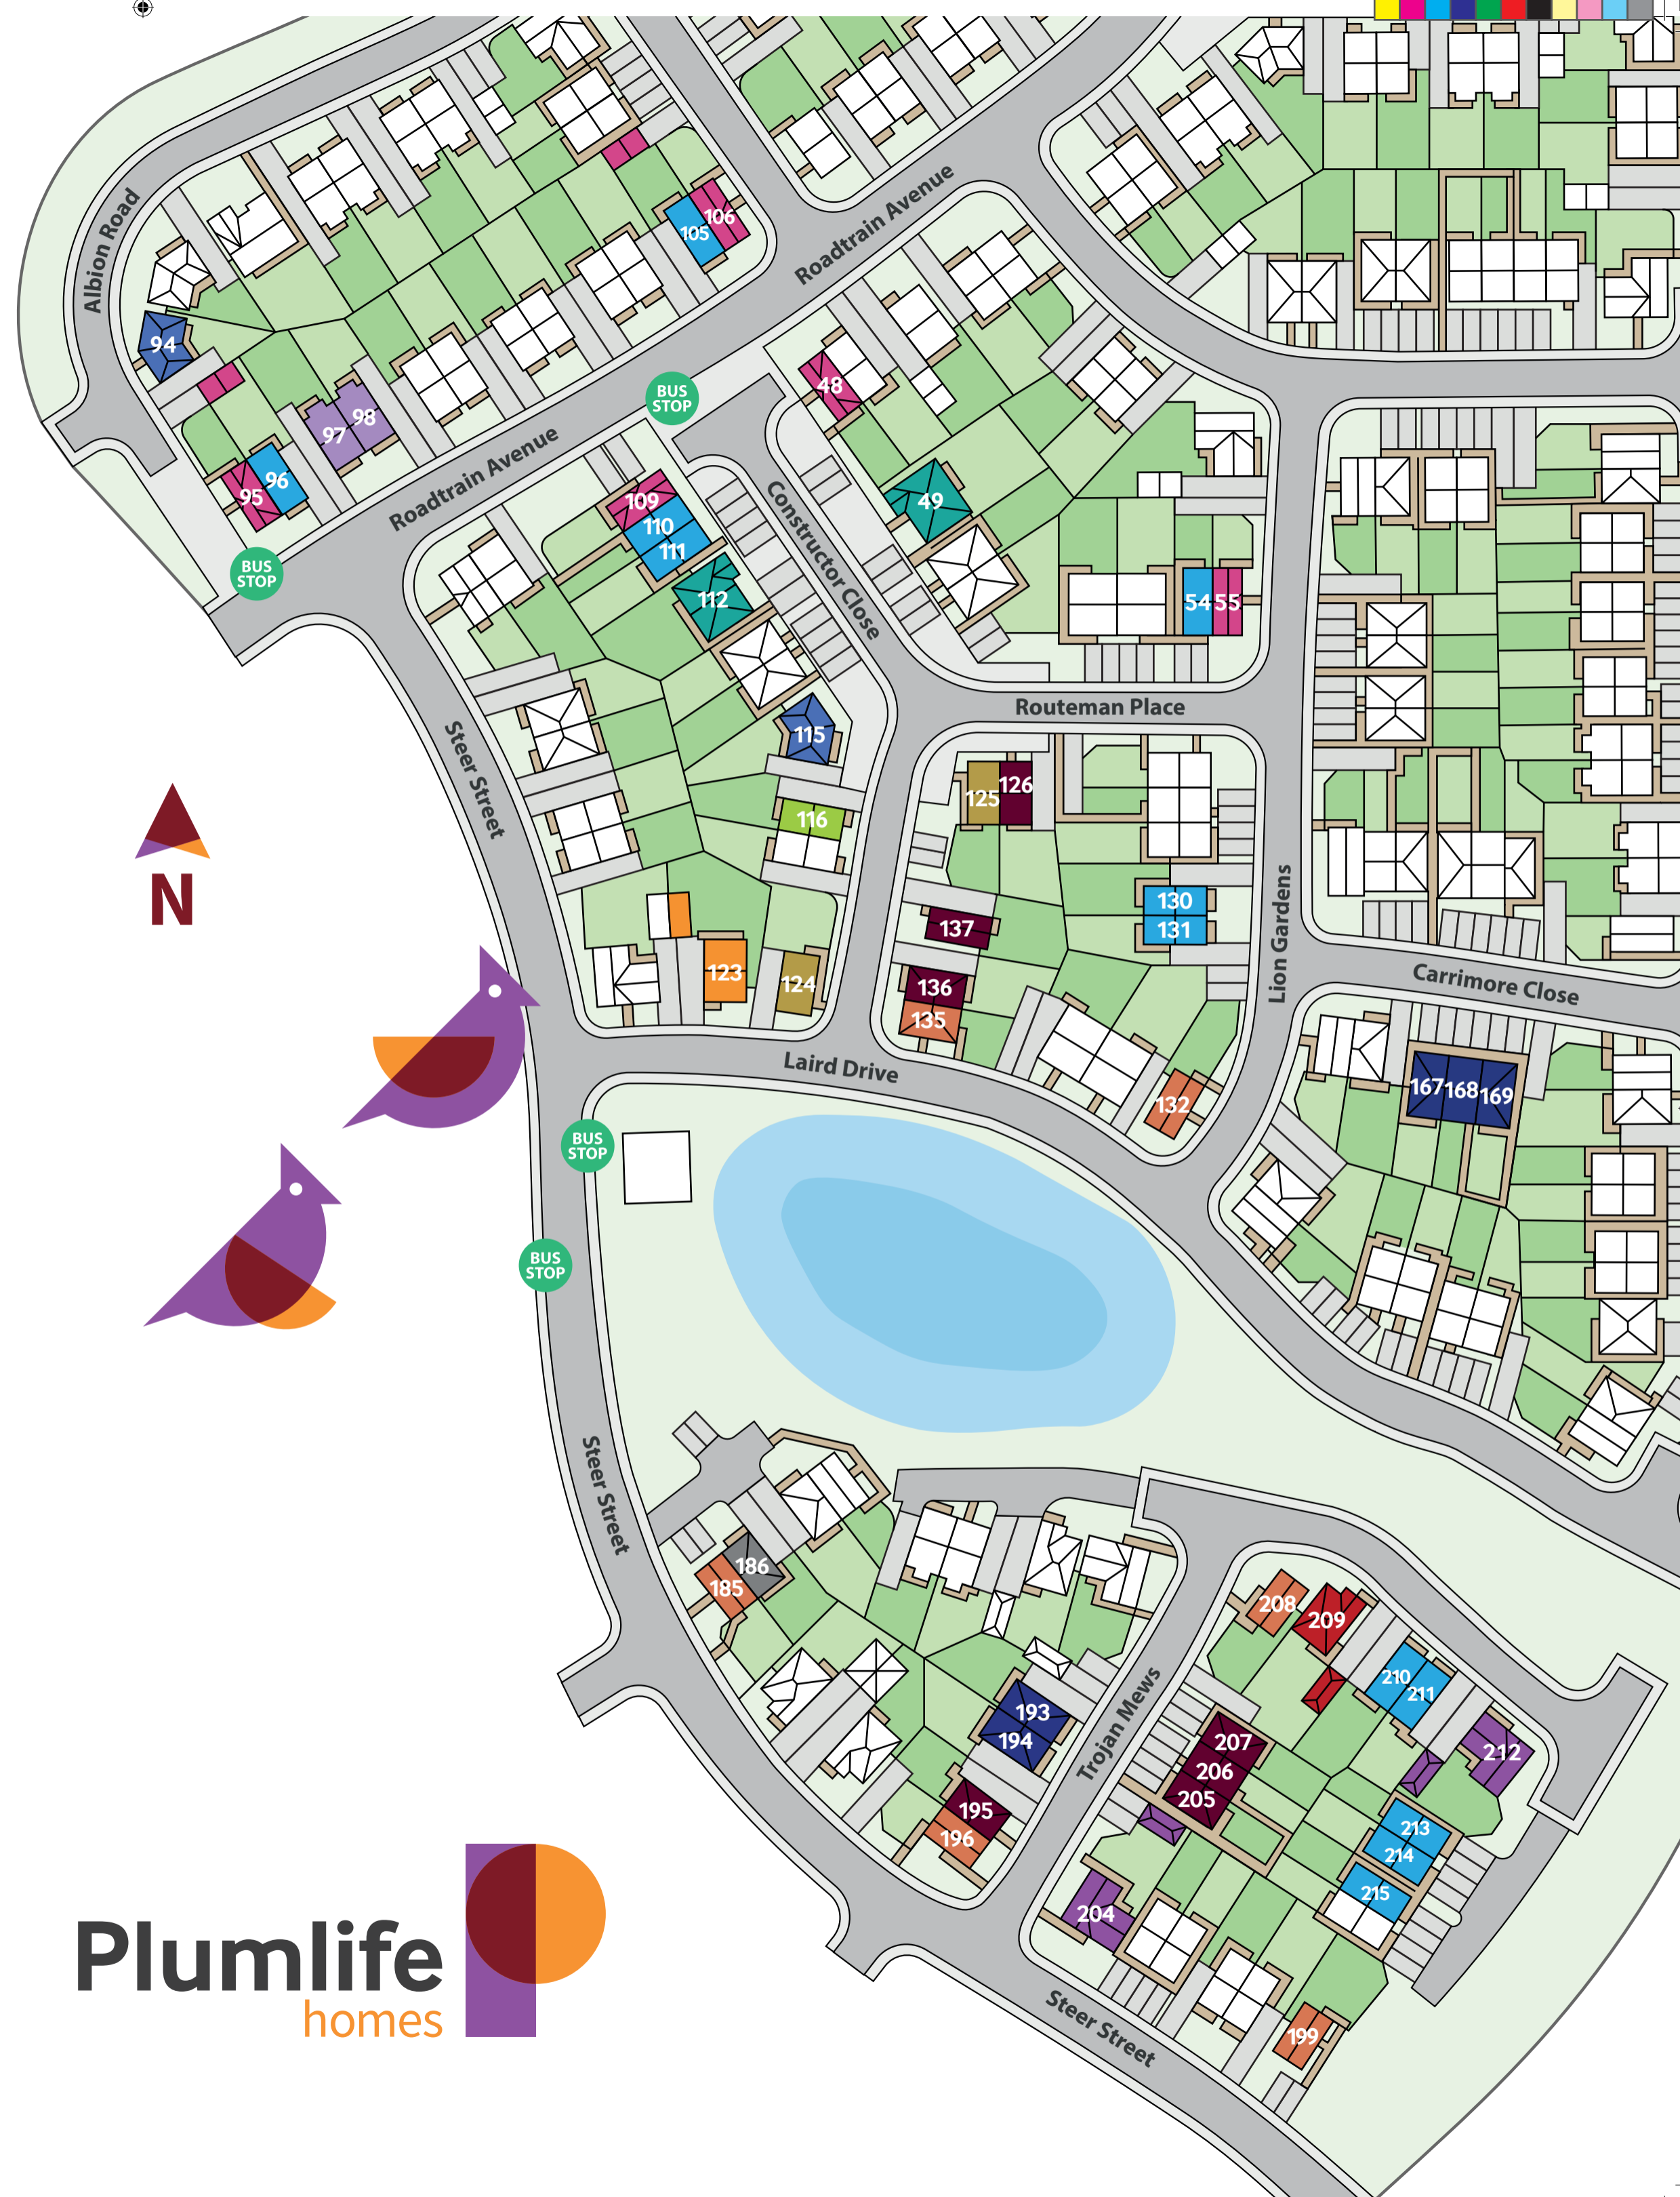 Albion Road
106
105
Roadtrain Avenue
94
48
BUS
STOP
98
97
96
95
Roadtrain Avenue
109
110
111
49
Constructor Close
BUS
STOP
112
54
55
Routeman Place
115
Steer Street
126
125
116
N
130
131
137
Lion Gardens
123
124
136
135
Carrimore Close
Laird Drive
167
168
169
132
BUS
STOP
BUS
STOP
Steer Street
186
185
208
209
210
211
193
194
Trojan Mews
207
206
205
212
195
196
213
214
215
204
Plumlife
homes
Steer Street
199